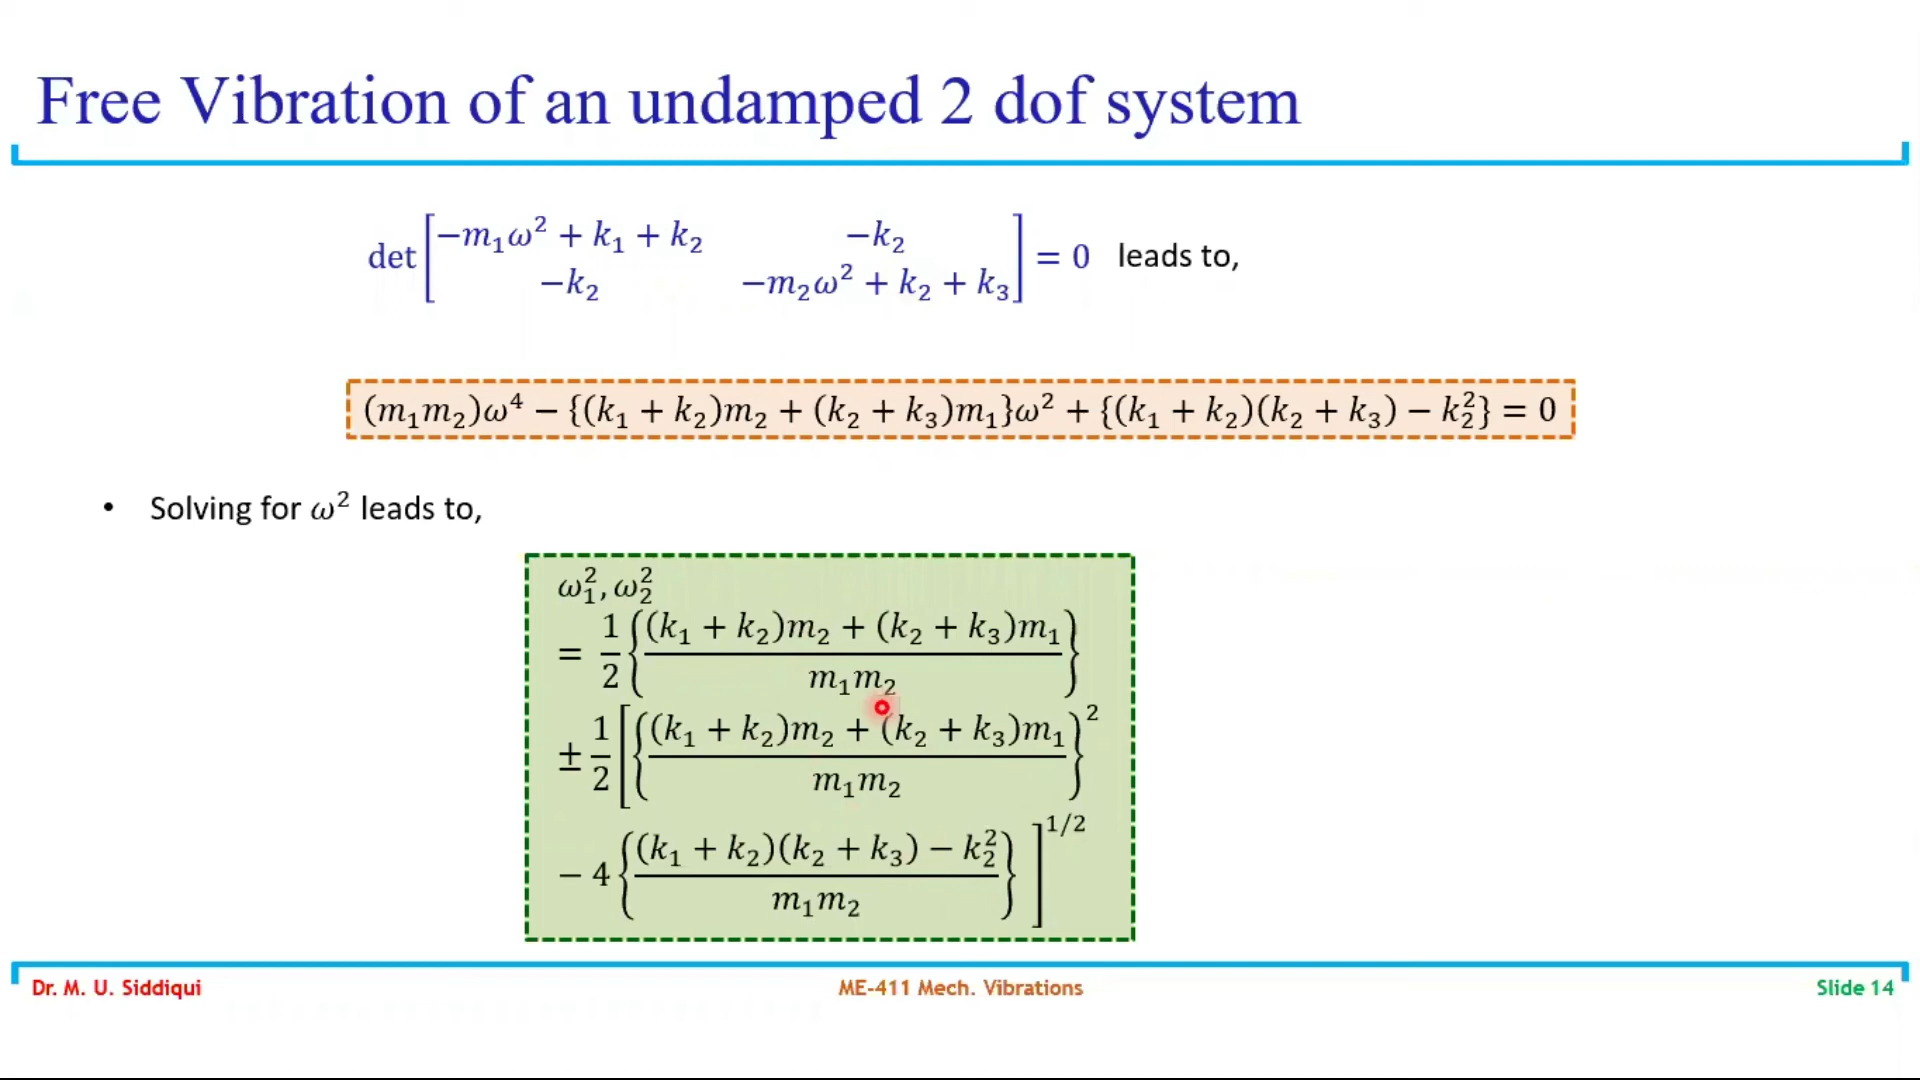 Free Vibration of an undamped 2 dof system
det [−m₁ω² + k₁ + k₂ −k₂
−k₂ −m₂ω² + k₂ + k₃] = 0 leads to,
(m₁m₂)ω⁴ − {(k₁ + k₂)m₂ + (k₂ + k₃)m₁}ω² + {(k₁ + k₂)(k₂ + k₃) − k₂²} = 0
• Solving for ω² leads to,
ω₁², ω₂²
= 1/2 {((k₁ + k₂)m₂ + (k₂ + k₃)m₁)/(m₁m₂)}
± 1/2 [{((k₁ + k₂)m₂ + (k₂ + k₃)m₁)/(m₁m₂)}²
− 4 {((k₁ + k₂)(k₂ + k₃) − k₂²)/(m₁m₂)}]^1/2
Dr. M. U. Siddiqui ME-411 Mech. Vibrations Slide 14